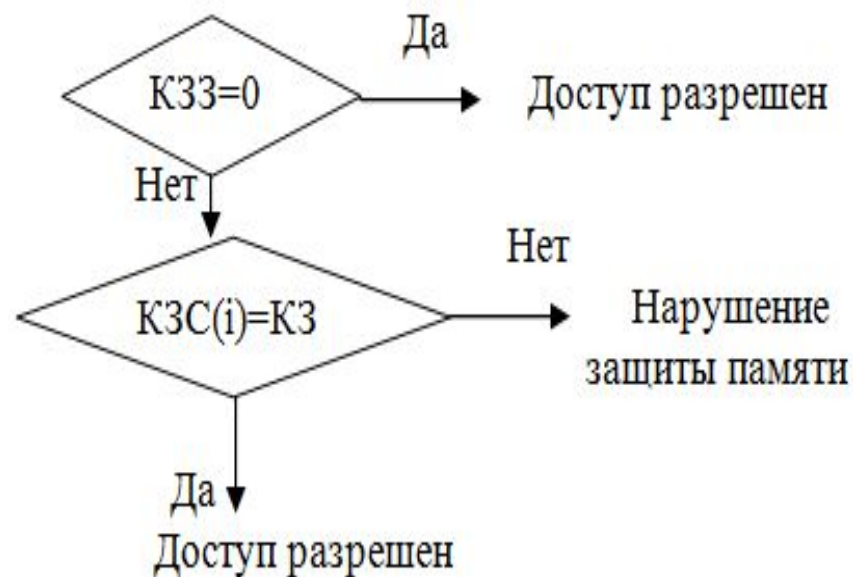 Да
КЗЗ=0
Доступ разрешен
Нет
Нет
КЗС(i)=КЗ
Нарушение
защиты памяти
Да
Доступ разрешен